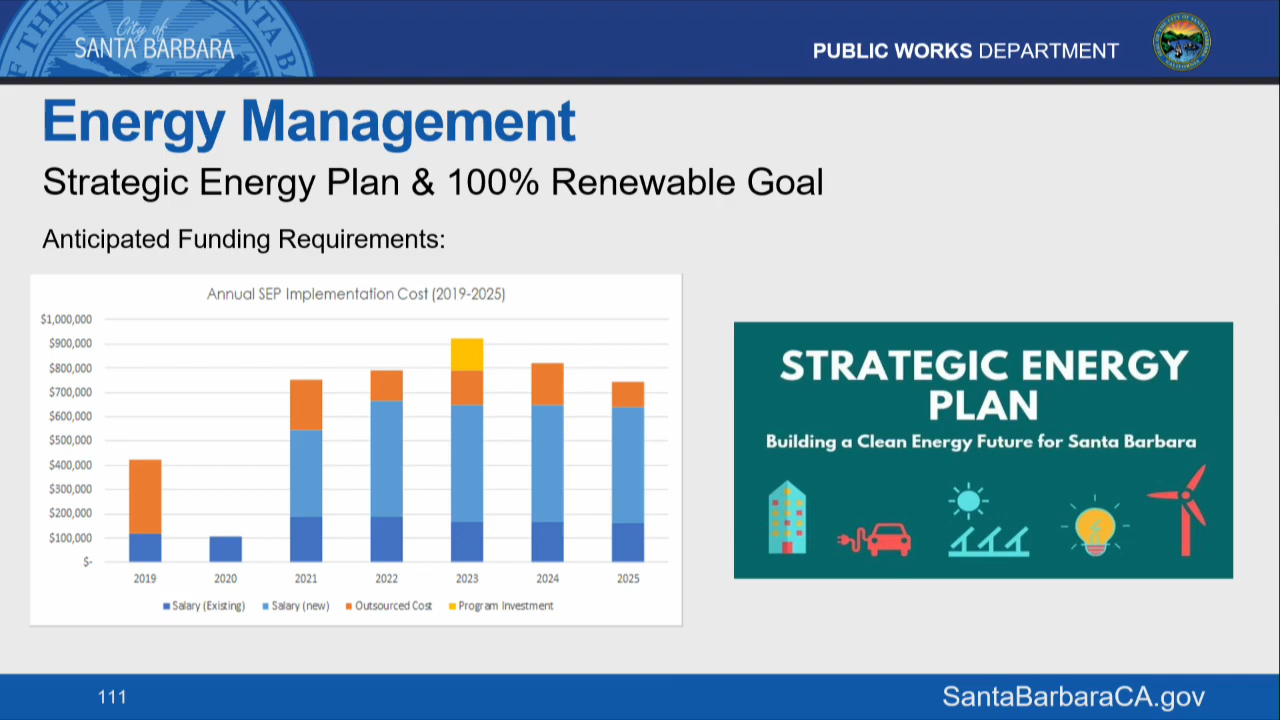 City of
SANTA BARBARA
PUBLIC WORKS DEPARTMENT
Energy Management
Strategic Energy Plan & 100% Renewable Goal
Anticipated Funding Requirements:
Annual SEP Implementation Cost (2019-2025)
$1,000,000
$900,000
$800,000
$700,000
$600,000
$500,000
$400,000
$300,000
$200,000
$100,000
$-
2019 2020 2021 2022 2023 2024 2025
Salary (Existing) Salary (new) Outsourced Cost Program Investment
STRATEGIC ENERGY
PLAN
Building a Clean Energy Future for Santa Barbara
111
SantaBarbaraCA.gov